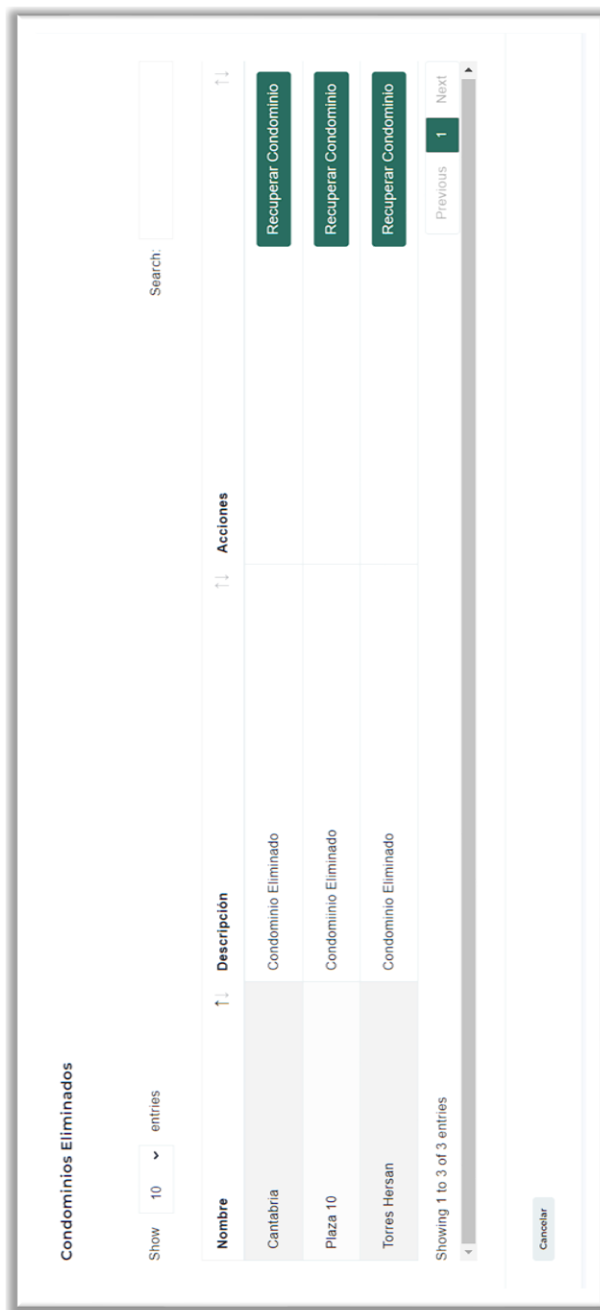 Condominios Eliminados
Show 10 entries Search:
Nombre Descripción Acciones
Cantabria Condominio Eliminado Recuperar Condominio
Plaza 10 Condomiinio Eliminado Recuperar Condominio
Torres Hersan Condominio Eliminado Recuperar Condominio
Showing 1 to 3 of 3 entries Previous 1 Next
Cancelar